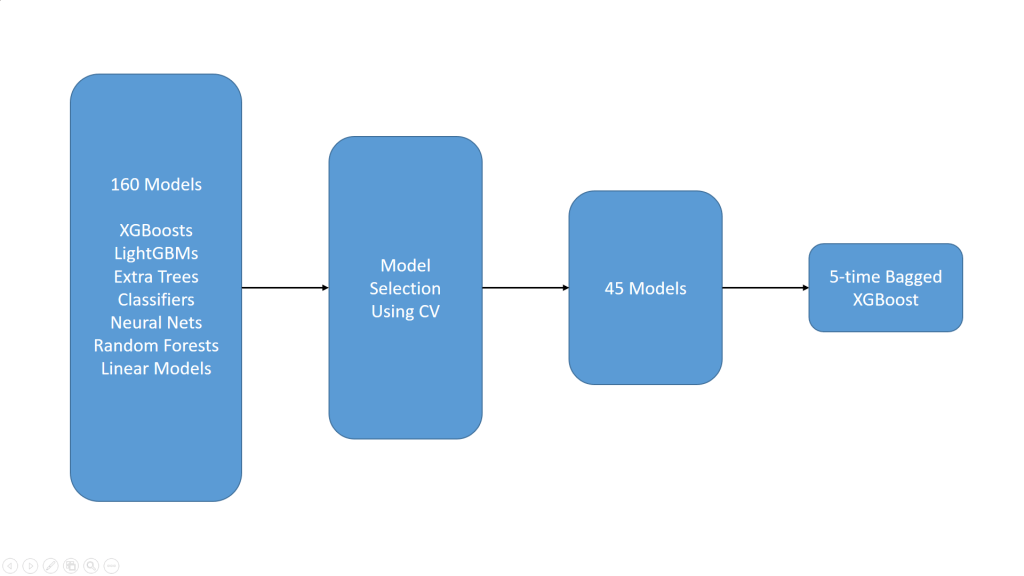 160 Models
XGBoosts
LightGBMs
Extra Trees
Classifiers
Neural Nets
Random Forests
Linear Models
Model
Selection
Using CV
45 Models
5-time Bagged
XGBoost